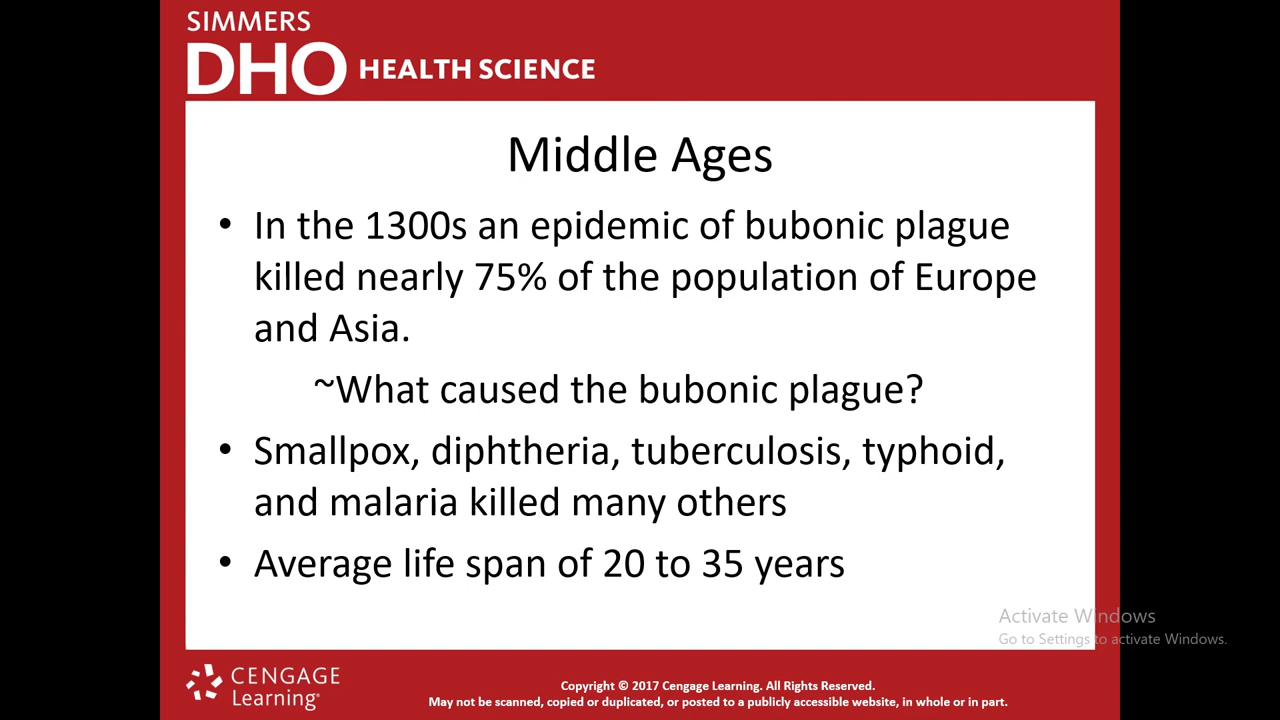 SIMMERS
DHO HEALTH SCIENCE
Middle Ages
• In the 1300s an epidemic of bubonic plague
killed nearly 75% of the population of Europe
and Asia.
~What caused the bubonic plague?
• Smallpox, diphtheria, tuberculosis, typhoid,
and malaria killed many others
• Average life span of 20 to 35 years
Activate Windows
Go to Settings to activate Windows.
CENGAGE
Learning®
Copyright © 2017 Cengage Learning. All Rights Reserved.
May not be scanned, copied or duplicated, or posted to a publicly accessible website, in whole or in part.